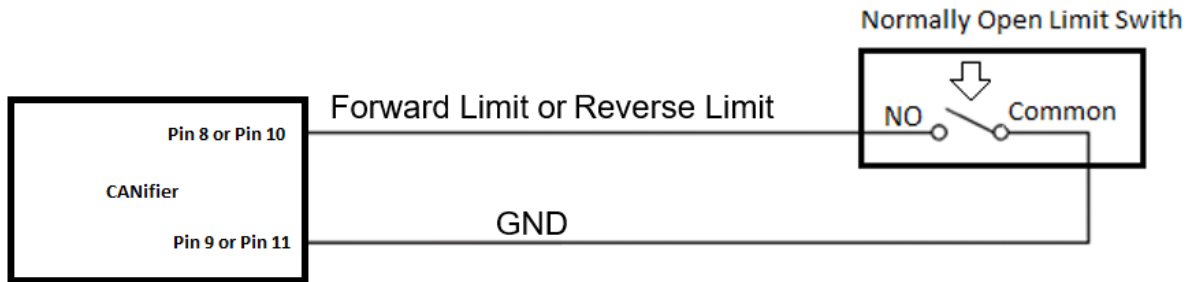 Normally Open Limit Swith
Forward Limit or Reverse Limit
NO
Common
Pin 8 or Pin 10
CANifier
GND
Pin 9 or Pin 11